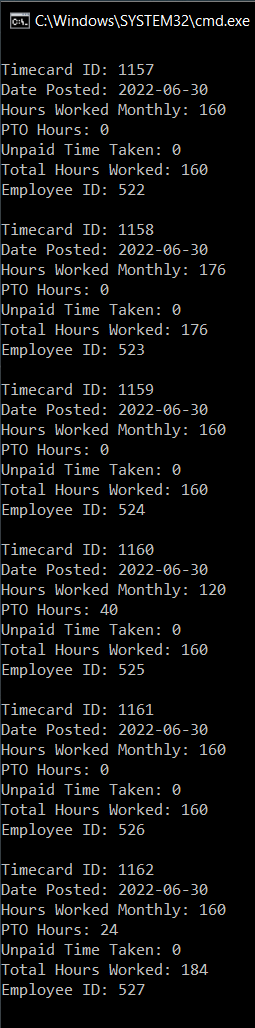 C:\Windows\SYSTEM32\cmd.exe
Timecard ID: 1157
Date Posted: 2022-06-30
Hours Worked Monthly: 160
PTO Hours: 0
Unpaid Time Taken: 0
Total Hours Worked: 160
Employee ID: 522
Timecard ID: 1158
Date Posted: 2022-06-30
Hours Worked Monthly: 176
PTO Hours: 0
Unpaid Time Taken: 0
Total Hours Worked: 176
Employee ID: 523
Timecard ID: 1159
Date Posted: 2022-06-30
Hours Worked Monthly: 160
PTO Hours: 0
Unpaid Time Taken: 0
Total Hours Worked: 160
Employee ID: 524
Timecard ID: 1160
Date Posted: 2022-06-30
Hours Worked Monthly: 120
PTO Hours: 40
Unpaid Time Taken: 0
Total Hours Worked: 160
Employee ID: 525
Timecard ID: 1161
Date Posted: 2022-06-30
Hours Worked Monthly: 160
PTO Hours: 0
Unpaid Time Taken: 0
Total Hours Worked: 160
Employee ID: 526
Timecard ID: 1162
Date Posted: 2022-06-30
Hours Worked Monthly: 160
PTO Hours: 24
Unpaid Time Taken: 0
Total Hours Worked: 184
Employee ID: 527